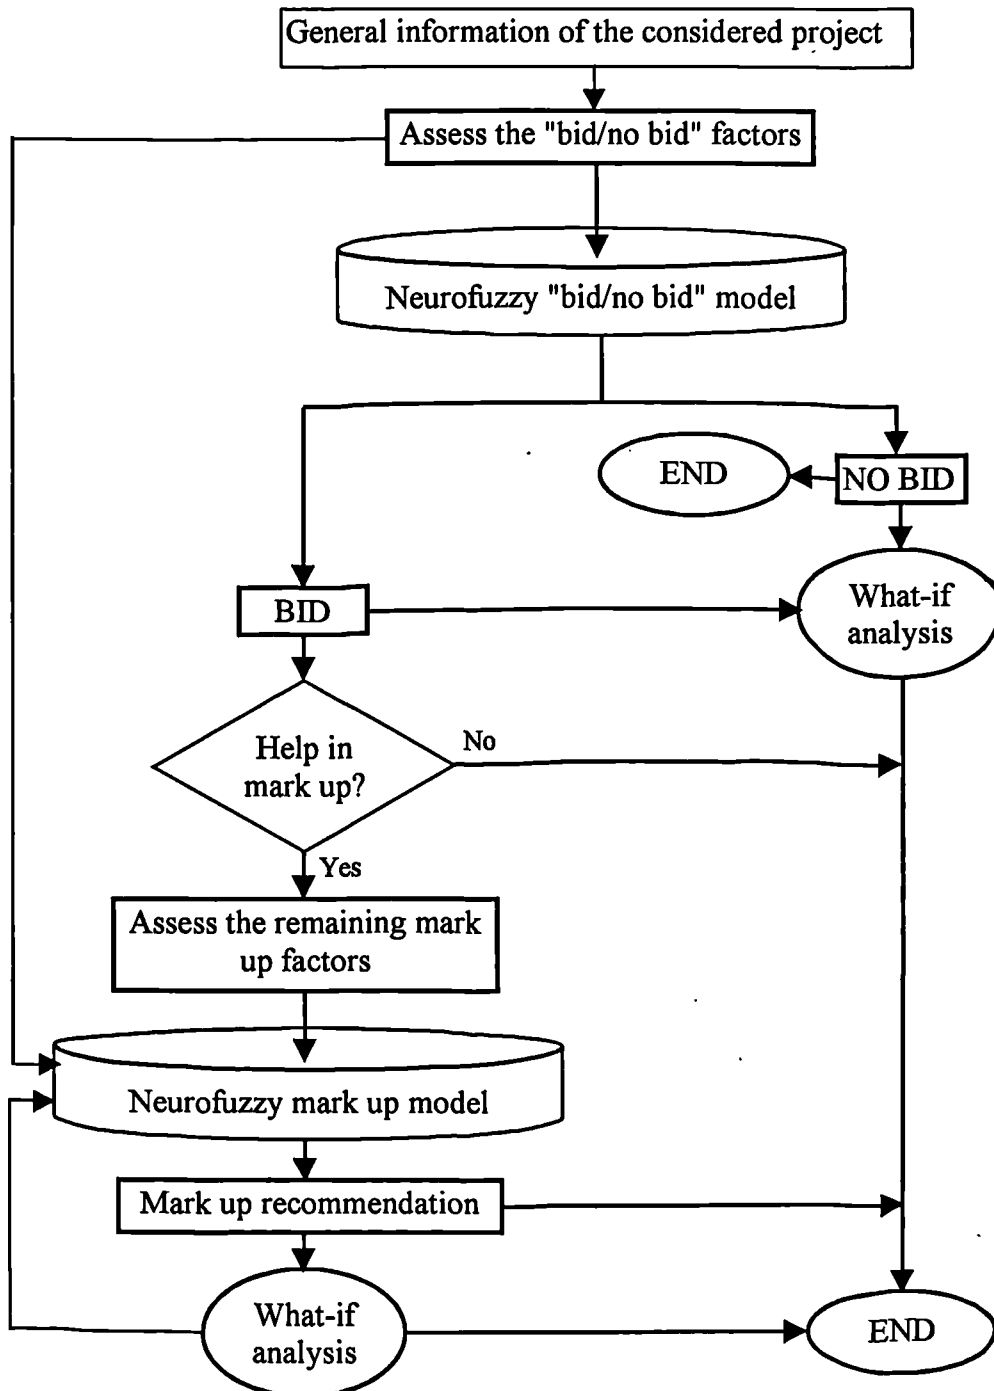 General information of the considered project
Assess the "bid/no bid" factors
Neurofuzzy "bid/no bid" model
END
NO BID
What-if
analysis
BID
Help in
mark up?
No
Yes
Assess the remaining mark
up factors
Neurofuzzy mark up model
Mark up recommendation
What-if
analysis
END